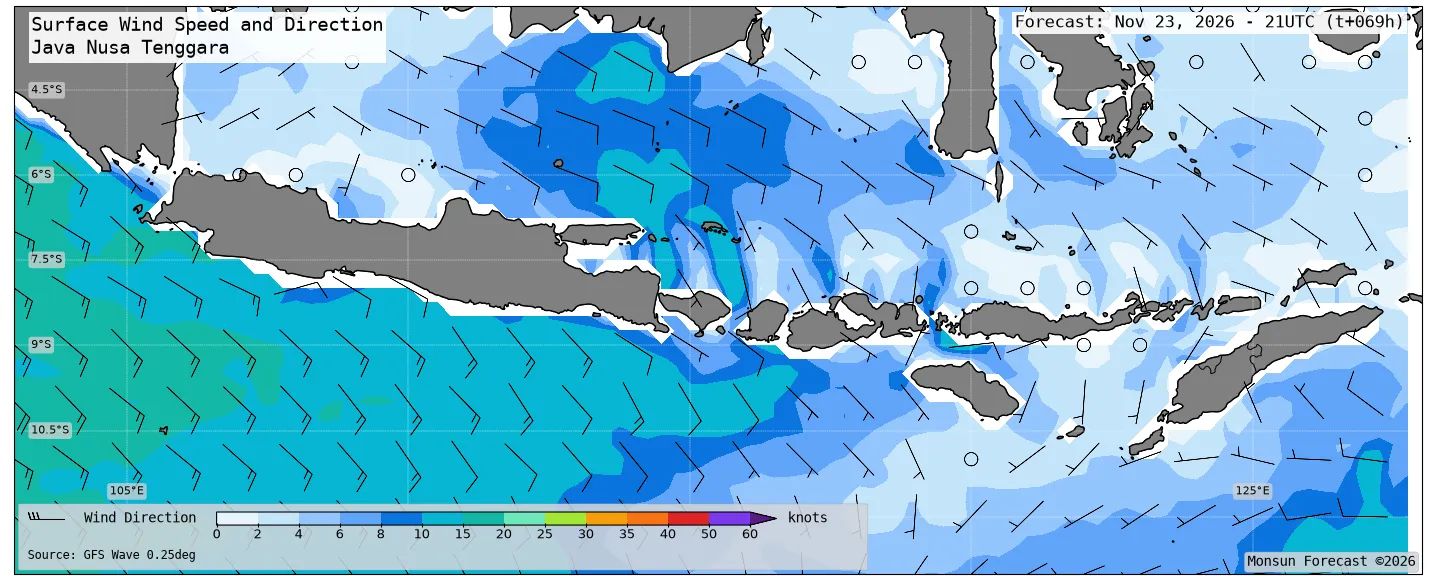 Surface Wind Speed and Direction
Java Nusa Tenggara
Forecast: Nov 23, 2026 - 21UTC (t+069h)
4.5°S
6°S
7.5°S
9°S
10.5°S
105°E
125°E
Wind Direction
0 2 4 6 8 10 15 20 25 30 35 40 50 60
knots
Source: GFS Wave 0.25deg
Monsun Forecast ©2026